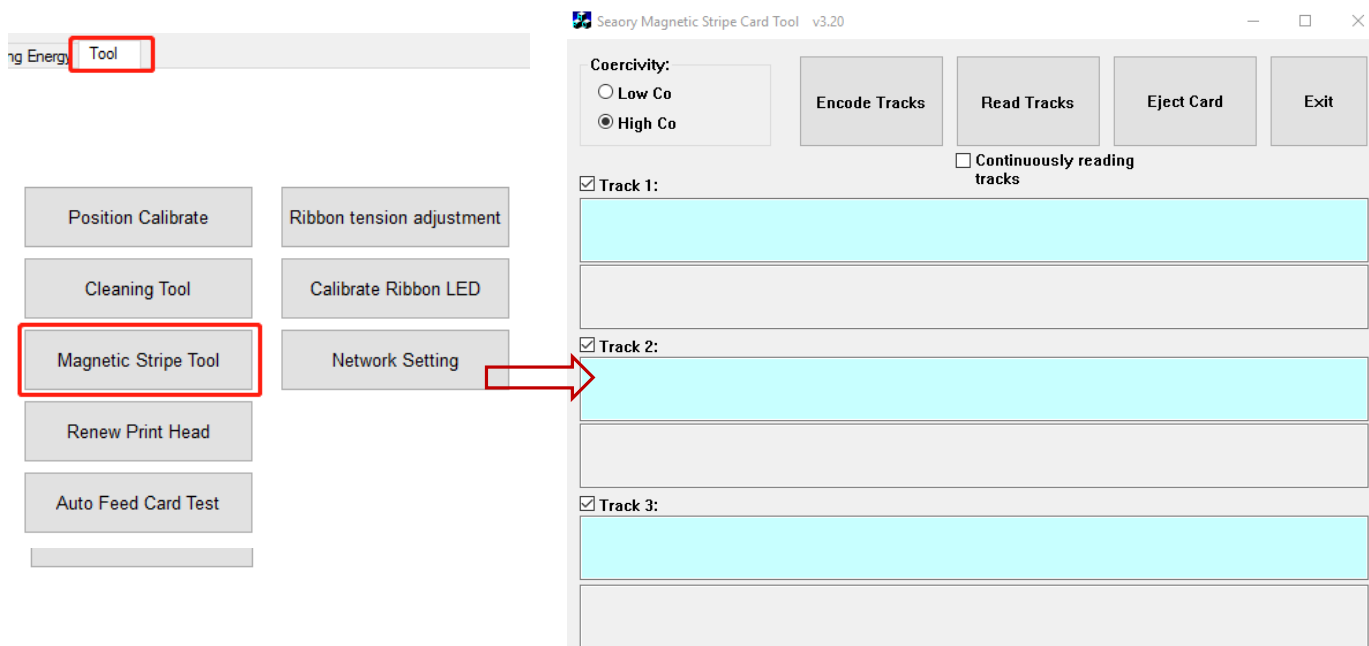 ng Energy
Tool
Position Calibrate
Ribbon tension adjustment
Cleaning Tool
Calibrate Ribbon LED
Magnetic Stripe Tool
Network Setting
Renew Print Head
Auto Feed Card Test
Seaory Magnetic Stripe Card Tool v3.20
Coercivity:
Low Co
High Co
Encode Tracks
Read Tracks
Eject Card
Exit
Continuously reading
tracks
Track 1:
Track 2:
Track 3: